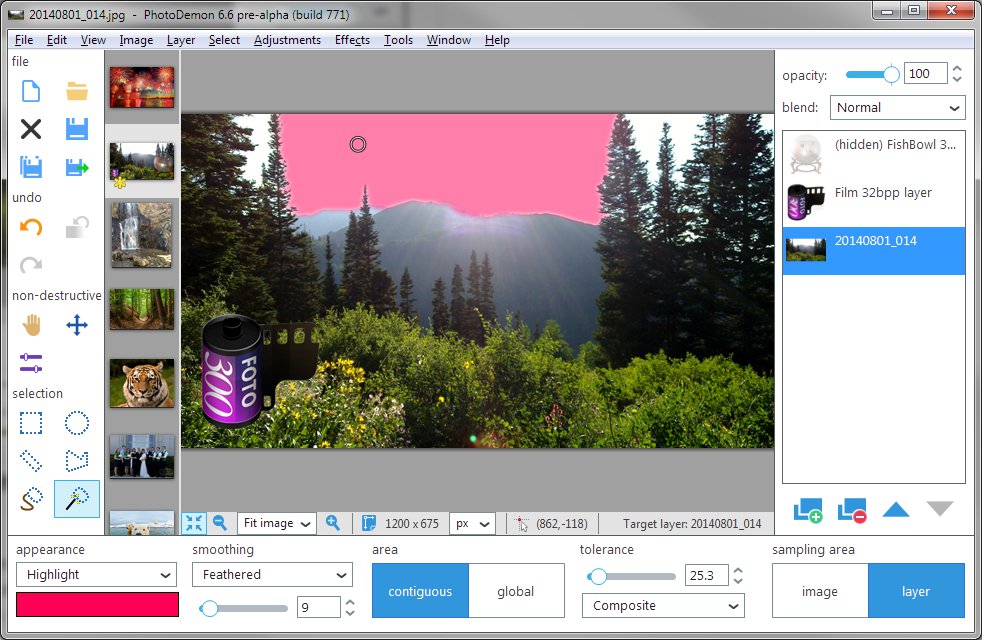 20140801_014.jpg - PhotoDemon 6.6 pre-alpha (build 771)
File Edit View Image Layer Select Adjustments Effects Tools Window Help
file
undo
non-destructive
selection
FOTO
300
opacity: 100
blend: Normal
(hidden) FishBowl 3...
Film 32bpp layer
20140801_014
Fit image 1200 x 675 px (862,-118) Target layer: 20140801_014
appearance
Highlight
smoothing
Feathered
9
area
contiguous global
tolerance
25.3
Composite
sampling area
image layer